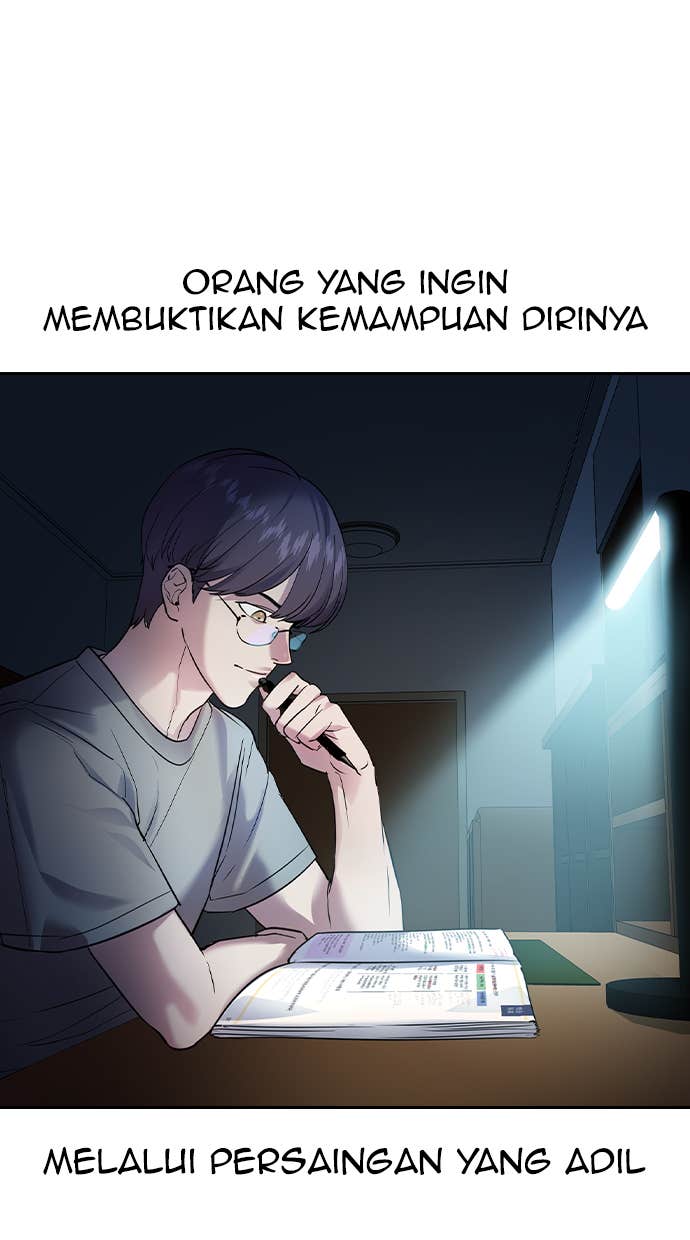 ORANG YANG INGIN
MEMBUKTIKAN KEMAMPUAN DIRINYA
MELALUI PERSAINGAN YANG ADIL